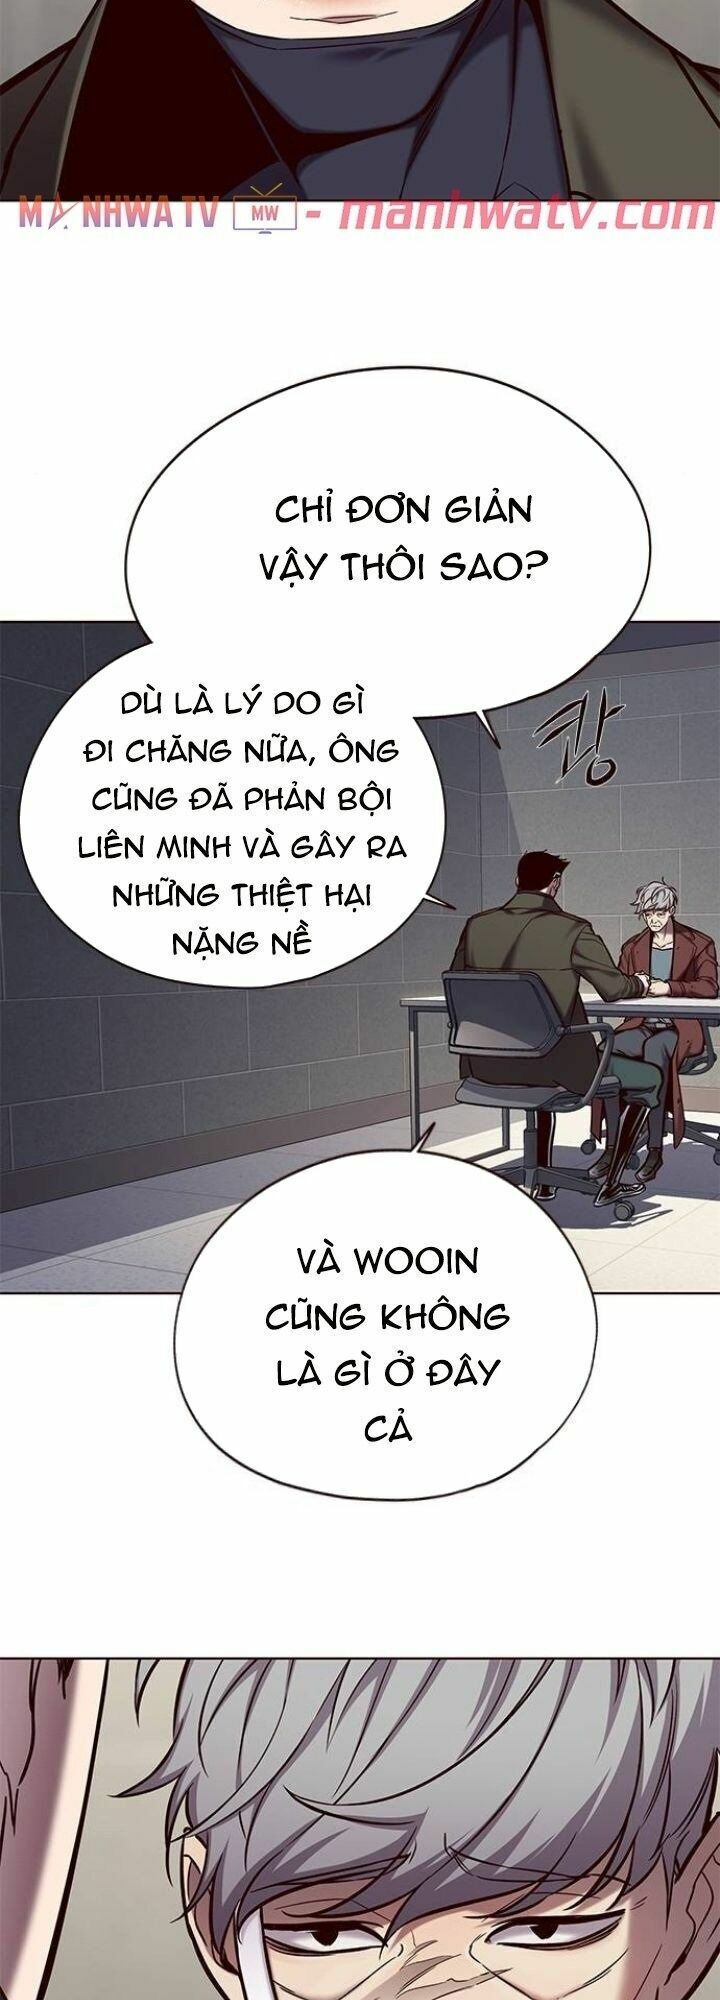 MANHWATV MW - manhwatv.com
CHỈ ĐƠN GIẢN
VẬY THÔI SAO?
DÙ LÀ LÝ DO GÌ
ĐI CHĂNG NỮA, ÔNG
CŨNG ĐÃ PHẢN BỘI
LIÊN MINH VÀ GÂY RA
NHỮNG THIỆT HẠI
NẶNG NỀ
캉
VÀ WOOIN
CŨNG KHÔNG
LÀ GÌ Ở ĐÂY
CẢ